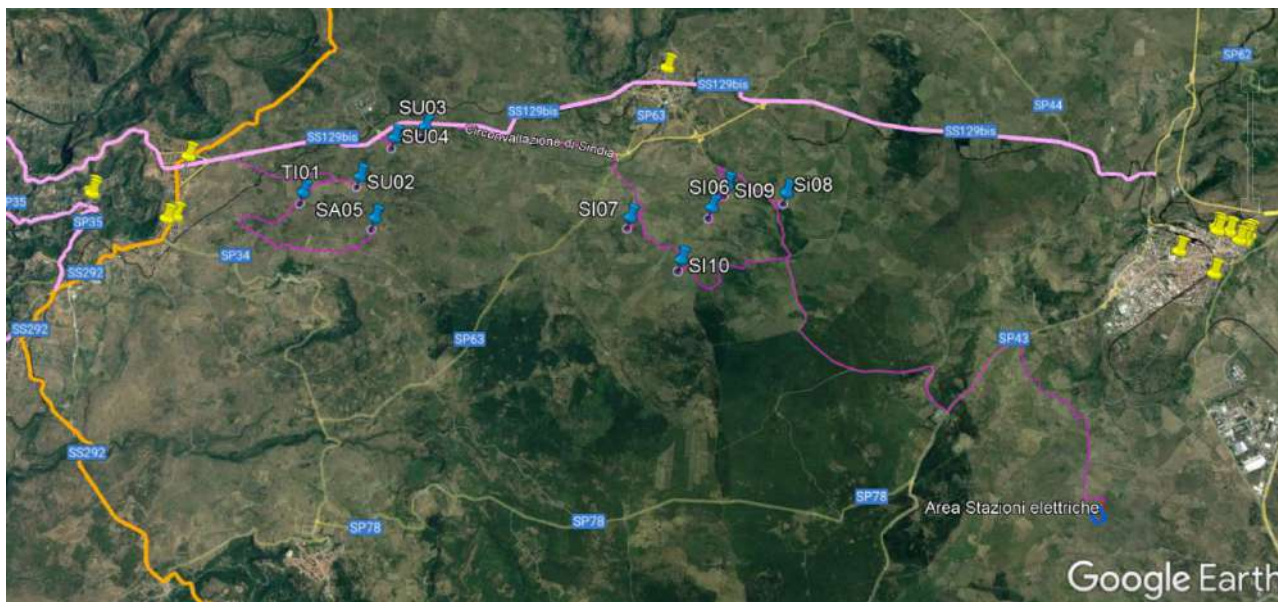 SP62
SP44
SU03
SS129bis
SS129bis
SP63
SS129bis
SU04
Circonvallazione di Sindia
SS129bis
TI01
SU02
SI06
SI09
Si08
SP35
SA05
SI07
SP35
SP34
SI10
SS292
SS292
SP63
SP43
SS292
SP78
SP78
SP78
Area Stazioni elettriche
Google Earth